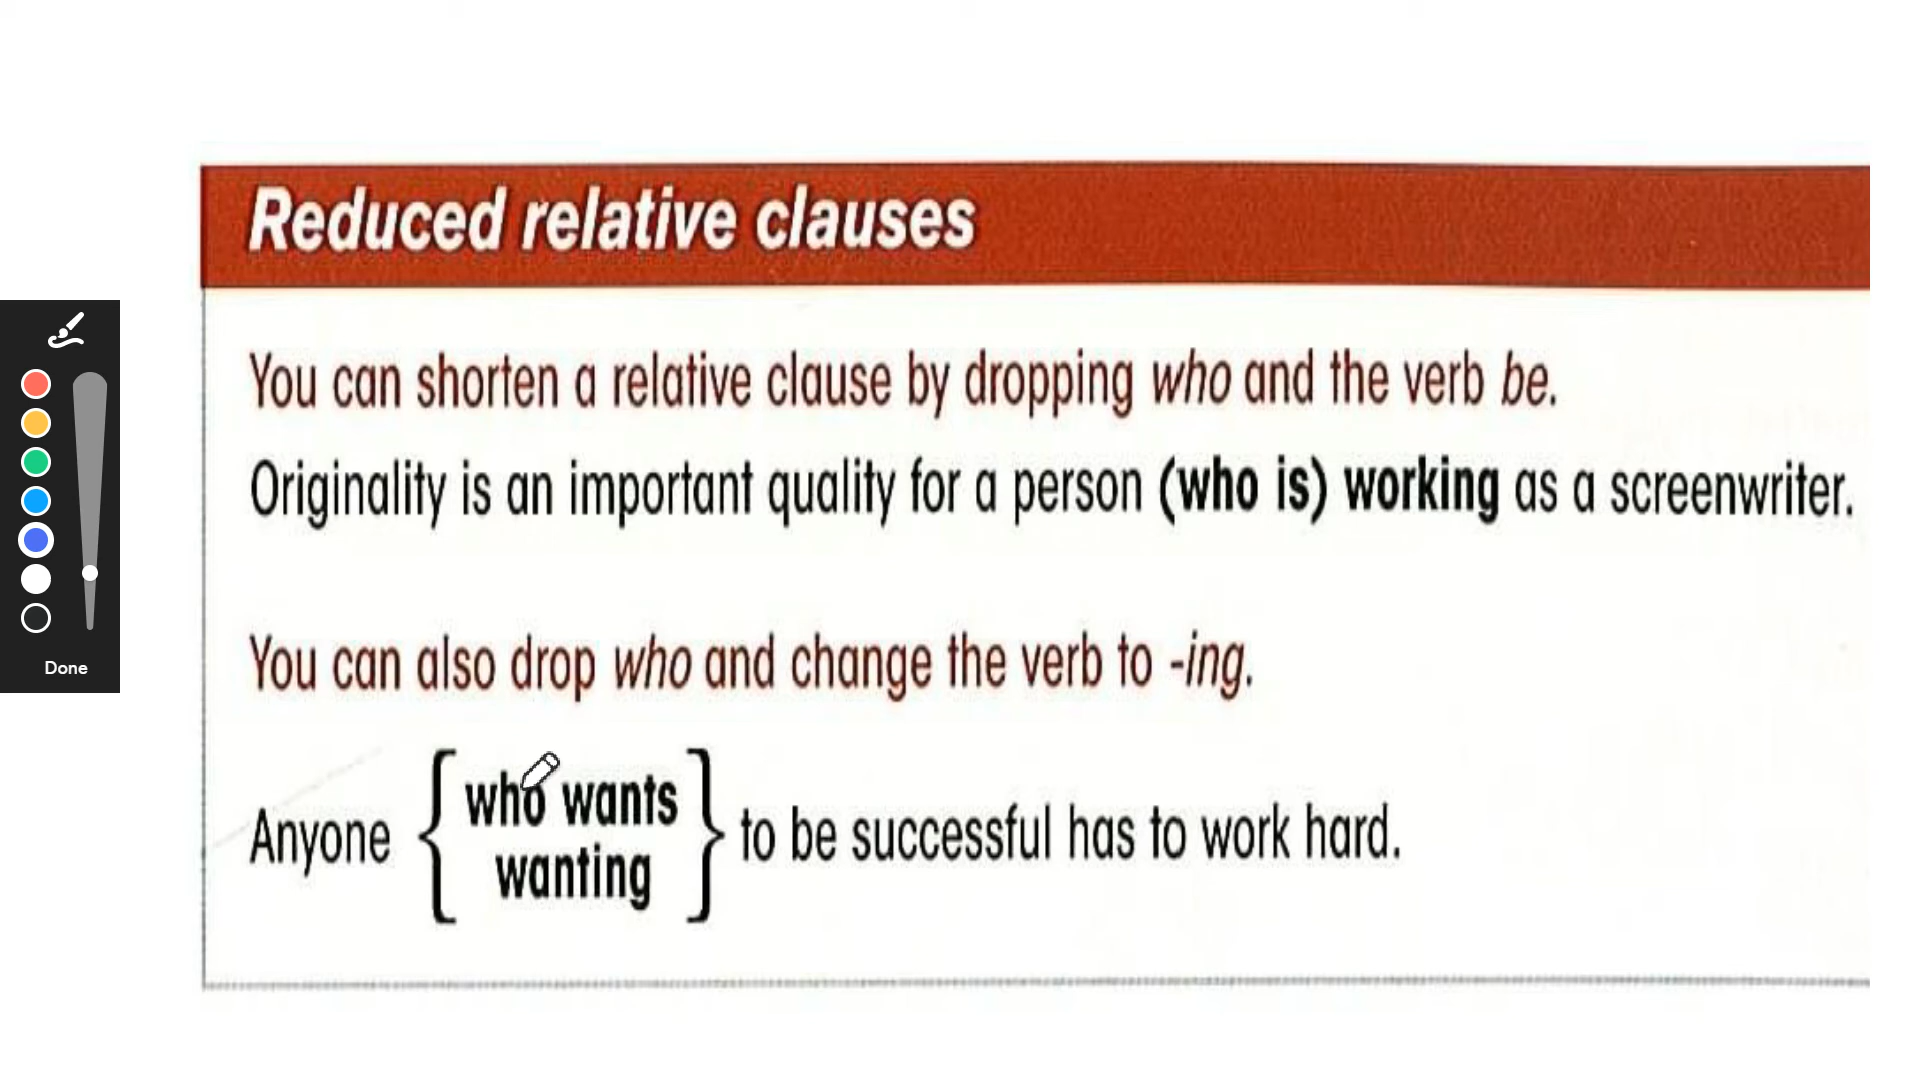 Reduced relative clauses
You can shorten a relative clause by dropping who and the verb be.
Originality is an important quality for a person (who is) working as a screenwriter.
You can also drop who and change the verb to -ing.
Anyone { who wants } to be successful has to work hard.
wanting
Done